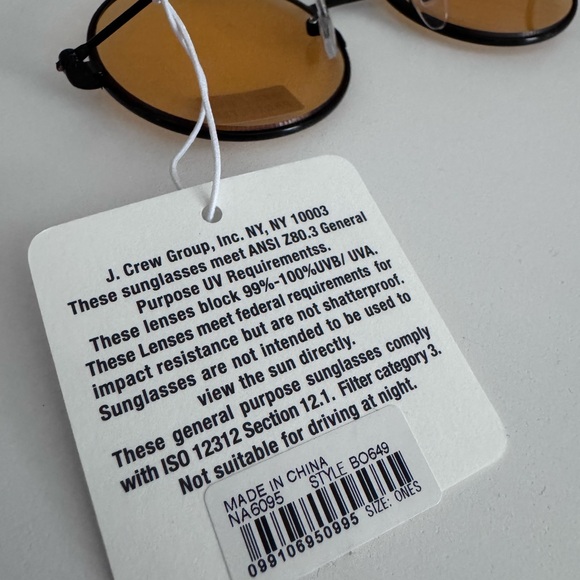 J. Crew Group, Inc. NY, NY 10003
These sunglasses meet ANSI Z80.3 General
Purpose UV Requirementss.
These lenses block 99%-100%UVB/ UVA.
These Lenses meet federal requirements for
impact resistance but are not shatterproof.
Sunglasses are not intended to be used to
view the sun directly.
These general purpose sunglasses comply
with ISO 12312 Section 12.1. Filter category 3.
Not suitable for driving at night.
MADE IN CHINA
NA6095 STYLE BO649
099106950995 SIZE: ONES